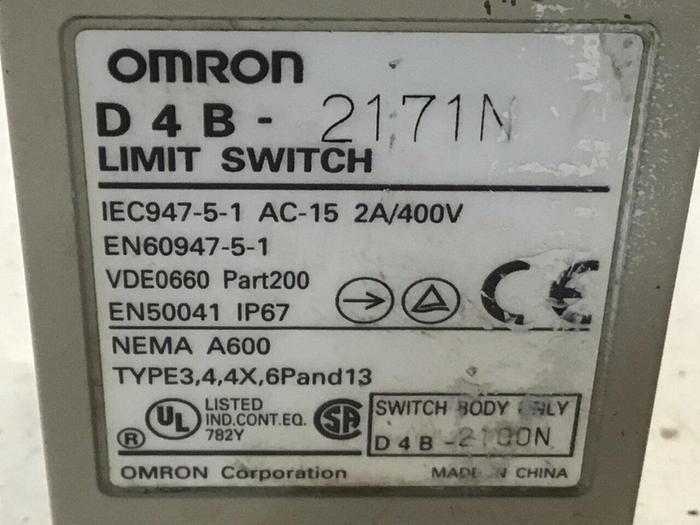 OMRON
D4B-2171N
LIMIT SWITCH
IEC947-5-1 AC-15 2A/400V
EN60947-5-1
VDE0660 Part200
EN50041 IP67
CE
NEMA A600
TYPE3,4,4X,6Pand13
UL LISTED
IND.CONT.EQ.
782Y
®
SA
SWITCH BODY ONLY
D4B-2100N
OMRON Corporation
MADE IN CHINA